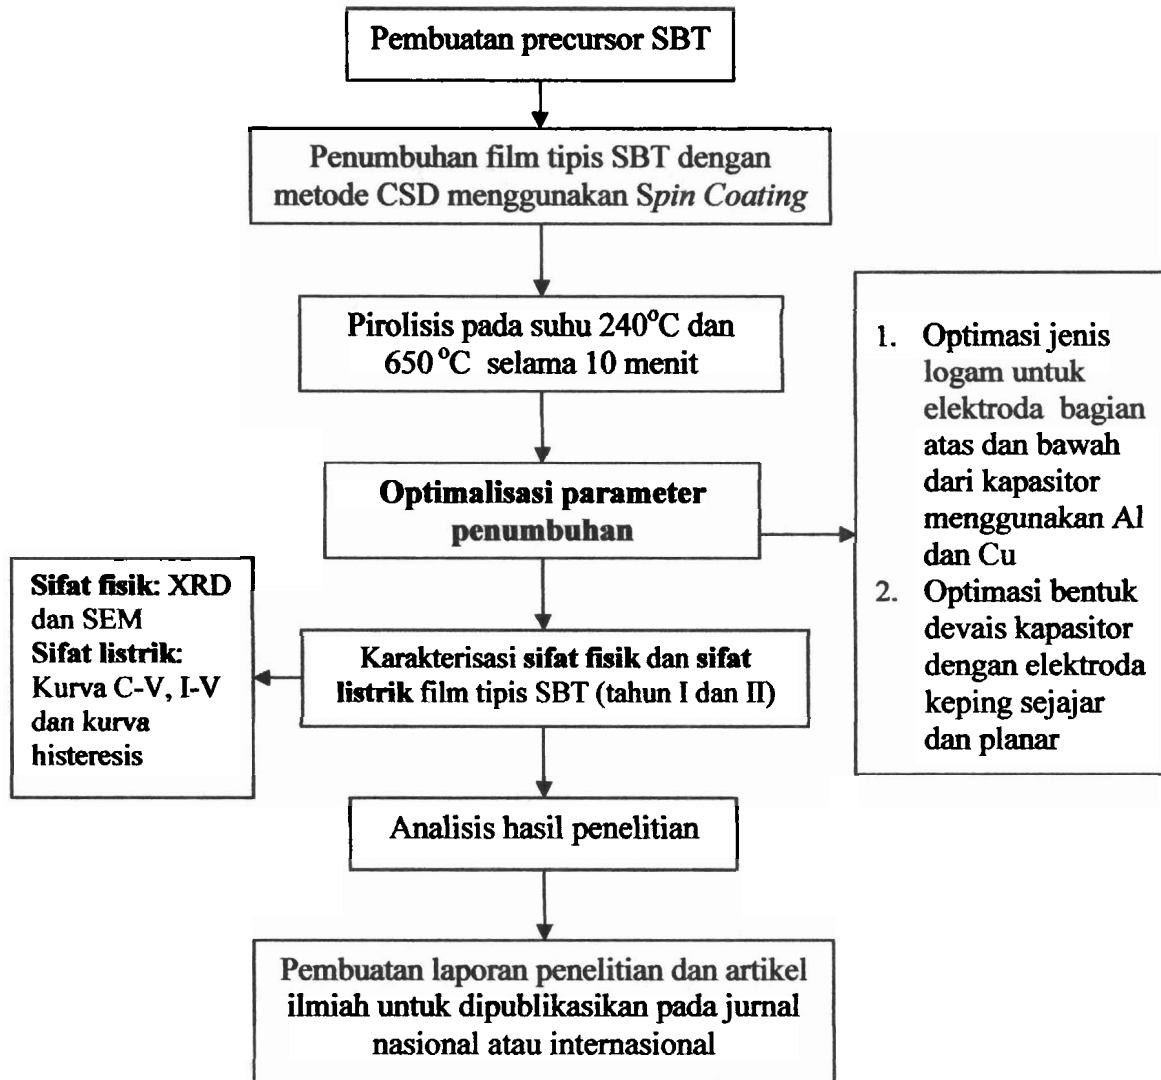 Pembuatan precursor SBT
Penumbuhan film tipis SBT dengan
metode CSD menggunakan Spin Coating
Pirolisis pada suhu 240°C dan
650 °C selama 10 menit
Optimalisasi parameter
penumbuhan
1. Optimasi jenis
logam untuk
elektroda bagian
atas dan bawah
dari kapasitor
menggunakan Al
dan Cu
2. Optimasi bentuk
devais kapasitor
dengan elektroda
keping sejajar
dan planar
Sifat fisik: XRD
dan SEM
Sifat listrik:
Kurva C-V, I-V
dan kurva
histeresis
Karakterisasi sifat fisik dan sifat
listrik film tipis SBT (tahun I dan II)
Analisis hasil penelitian
Pembuatan laporan penelitian dan artikel
ilmiah untuk dipublikasikan pada jurnal
nasional atau internasional